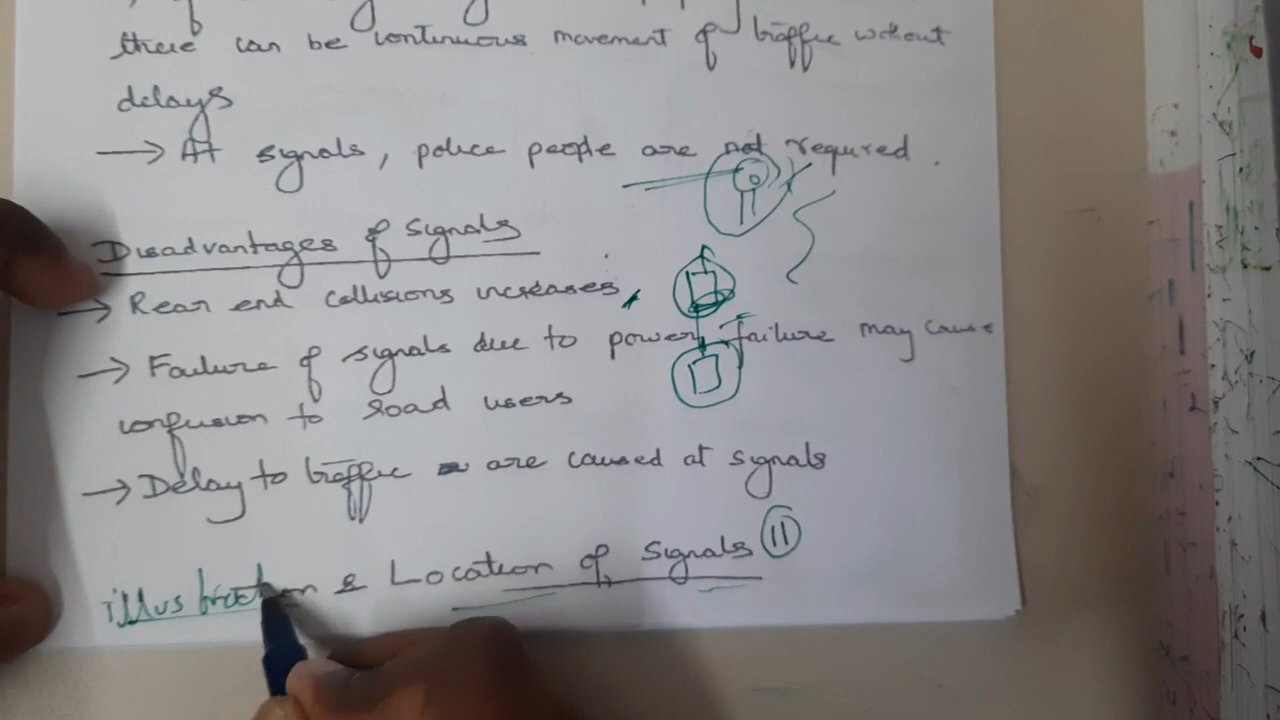 there can be continuous movement of traffic wihout
delays
→ At signals, police people are not required.
Disadvantages of signals
→ Rear end collisions increases,
→ Failure of signals due to power failure may cause
confusion to road users
→ Delay to traffic are caused at signals
illustration & Location of signals 11